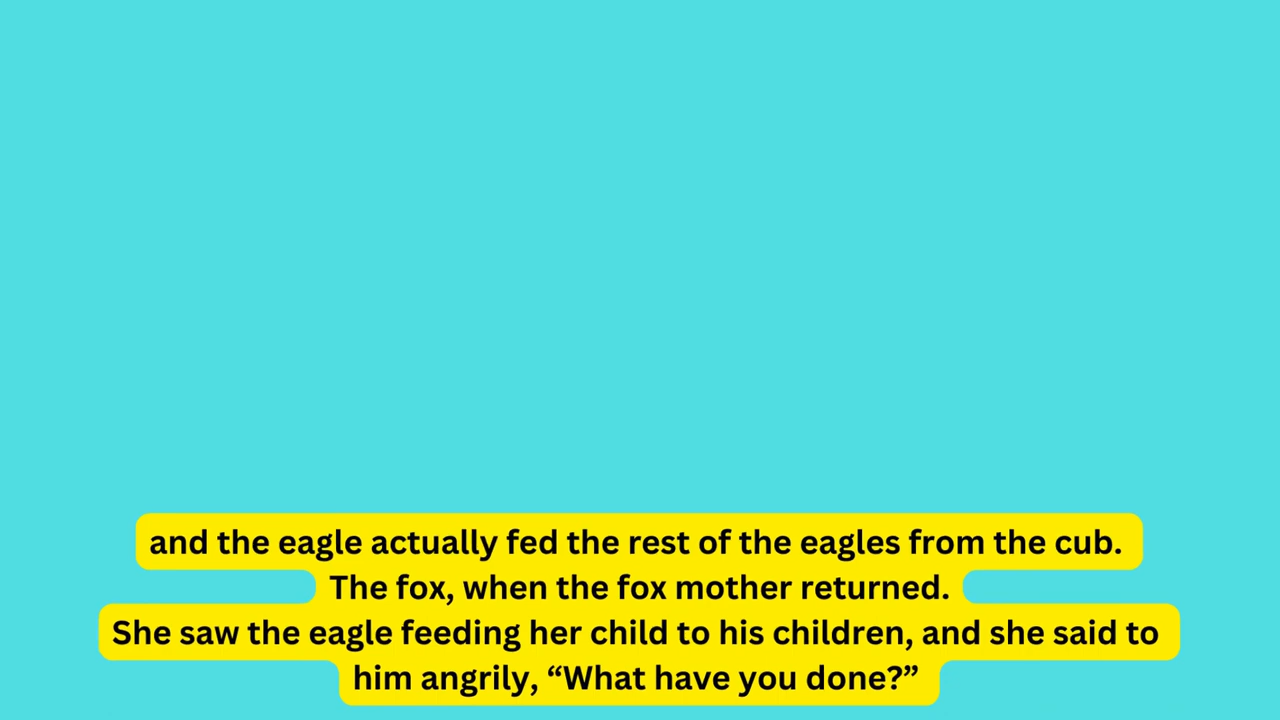 and the eagle actually fed the rest of the eagles from the cub.
The fox, when the fox mother returned.
She saw the eagle feeding her child to his children, and she said to
him angrily, “What have you done?”